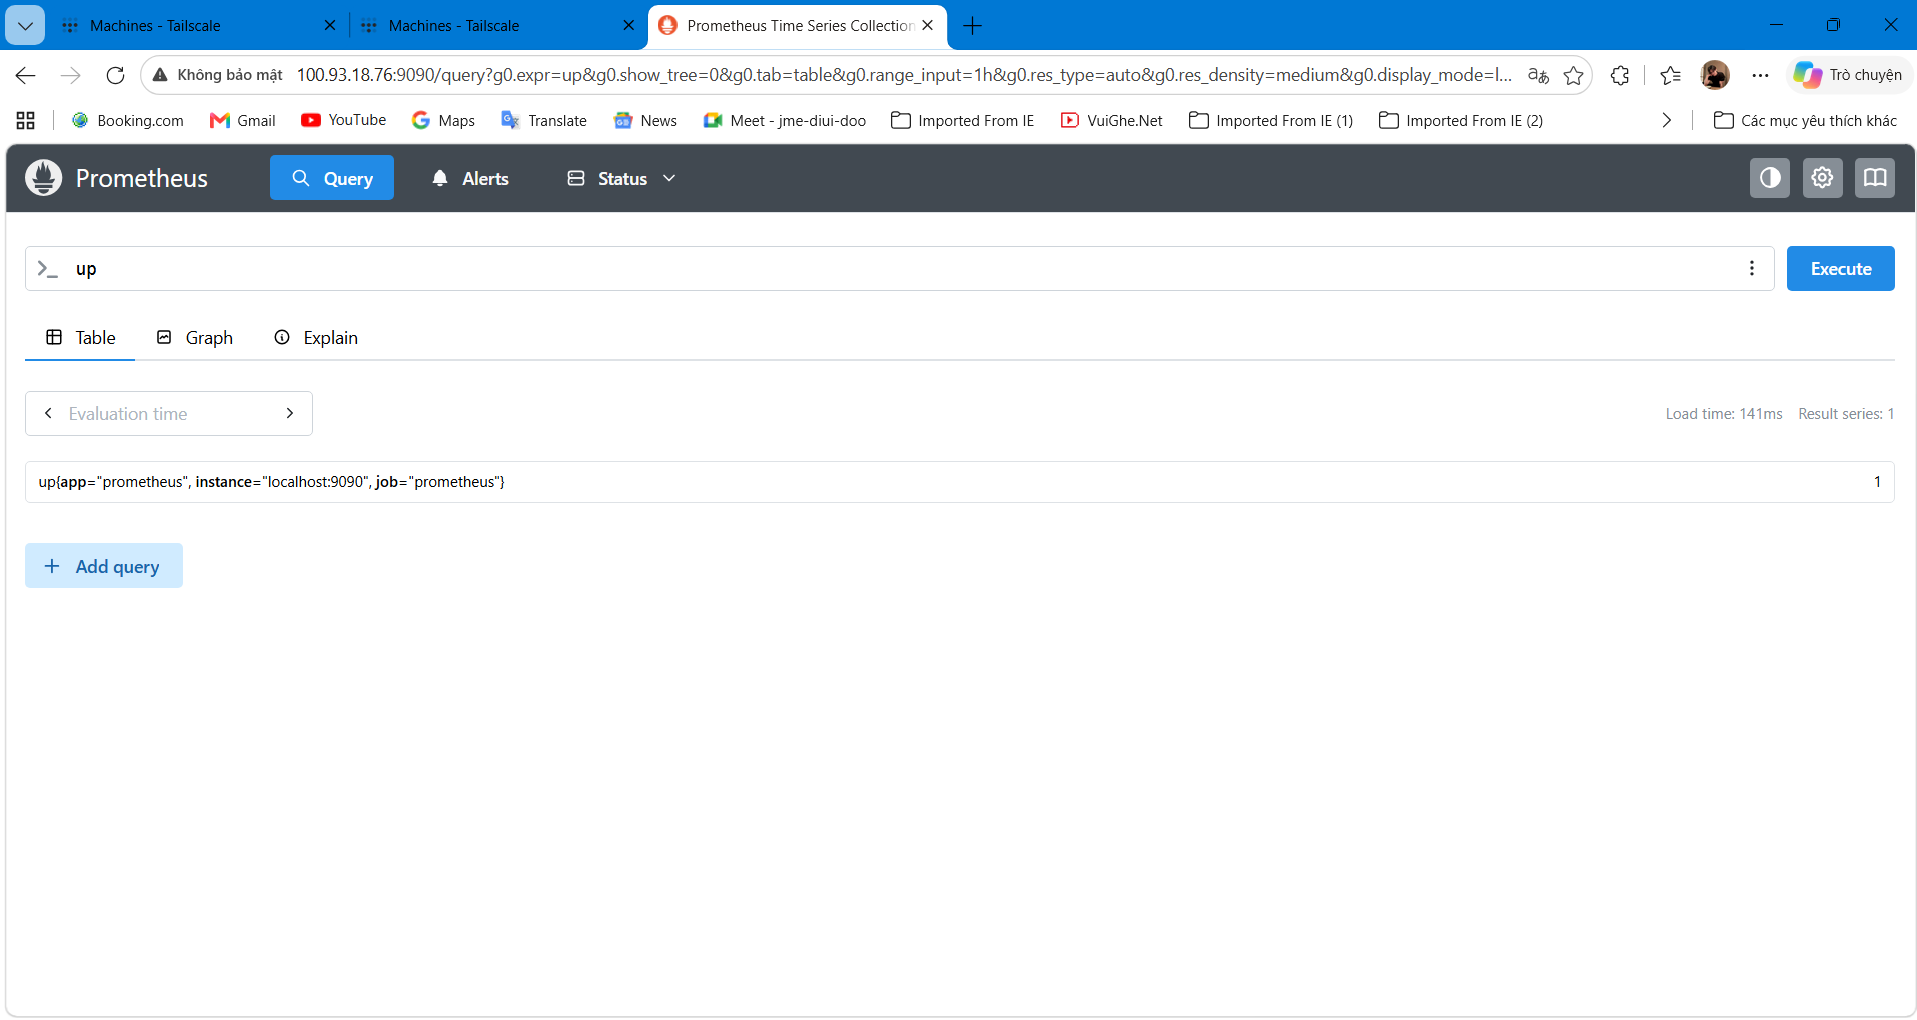 Machines - Tailscale
Machines - Tailscale
Prometheus Time Series Collection
Không bảo mật 100.93.18.76:9090/query?g0.expr=up&g0.show_tree=0&g0.tab=table&g0.range_input=1h&g0.res_type=auto&g0.res_density=medium&g0.display_mode=l... Trò chuyện
Booking.com Gmail YouTube Maps Translate News Meet - jme-diui-doo Imported From IE VuiGhe.Net Imported From IE (1) Imported From IE (2) Các mục yêu thích khác
Prometheus Query Alerts Status
up Execute
Table Graph Explain
Evaluation time Load time: 141ms Result series: 1
up{app="prometheus", instance="localhost:9090", job="prometheus"} 1
Add query